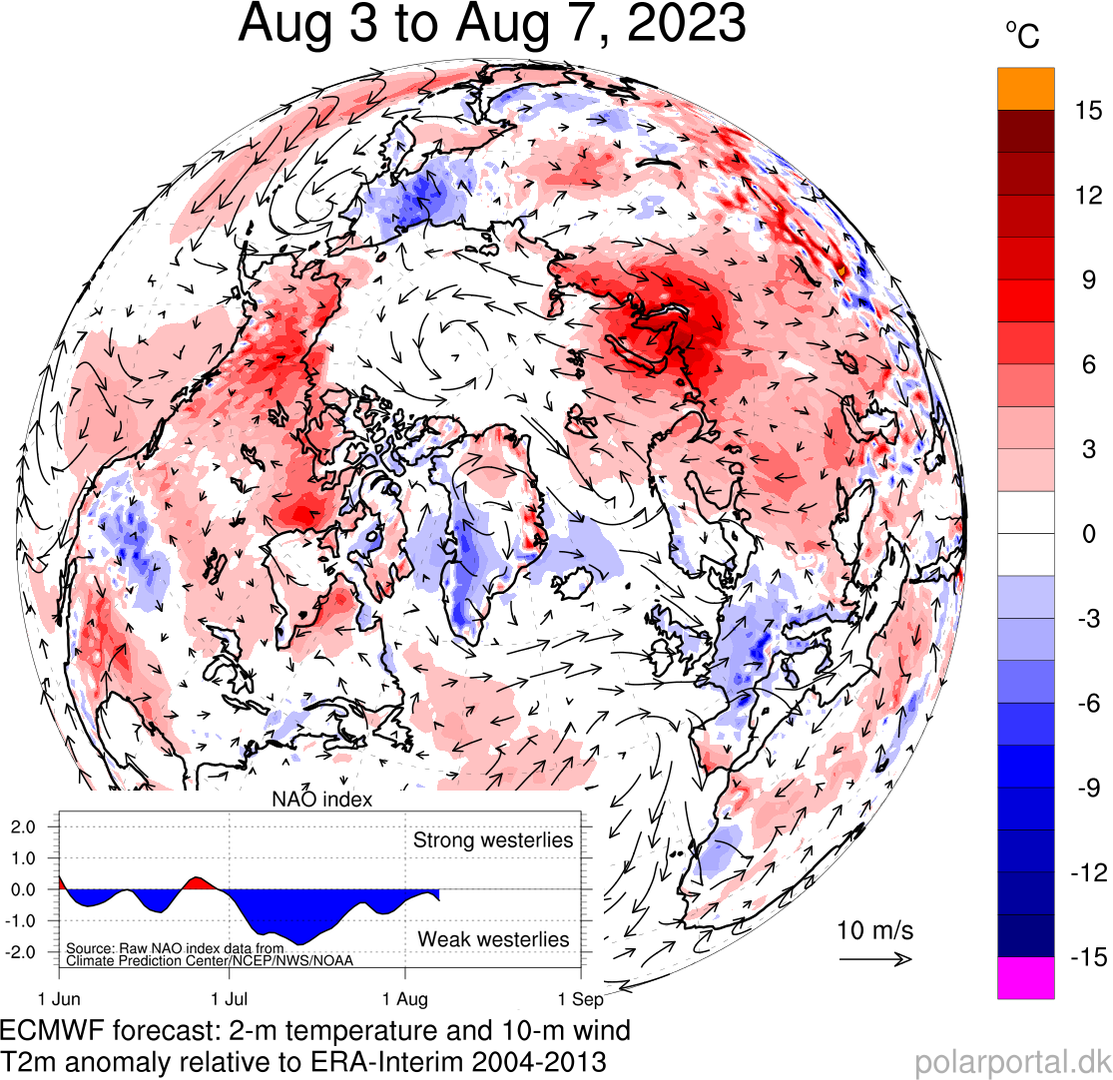 Aug 3 to Aug 7, 2023
oC
15
12
9
6
3
0
-3
-6
-9
-12
-15
10 m/s
NAO index
2.0
1.0
0.0
-1.0
-2.0
Strong westerlies
Weak westerlies
Source: Raw NAO index data from
Climate Prediction Center/NCEP/NWS/NOAA
1 Jun
1 Jul
1 Aug
1 Sep
ECMWF forecast: 2-m temperature and 10-m wind
T2m anomaly relative to ERA-Interim 2004-2013
polarportal.dk